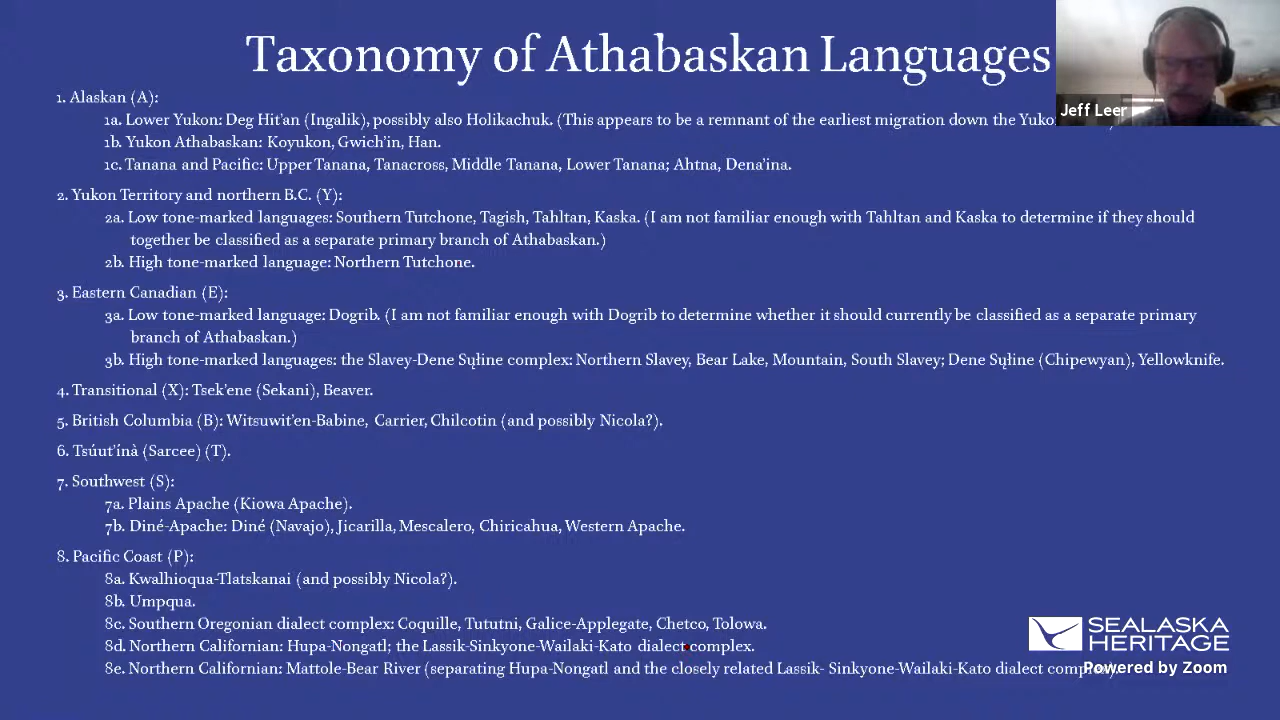 Taxonomy of Athabaskan Languages
Jeff Leer
1. Alaskan (A):
1a. Lower Yukon: Deg Hit'an (Ingalik), possibly also Holikachuk. (This appears to be a remnant of the earliest migration down the
1b. Yukon Athabaskan: Koyukon, Gwich'in, Han.
1c. Tanana and Pacific: Upper Tanana, Tanacross, Middle Tanana, Lower Tanana; Ahtna, Dena'ina.
2. Yukon Territory and northern B.C. (Y):
2a. Low tone-marked languages: Southern Tutchone, Tagish, Tahltan, Kaska. (I am not familiar enough with Tahltan and Kaska to determine if they should
together be classified as a separate primary branch of Athabaskan.)
2b. High tone-marked language: Northern Tutchone.
3. Eastern Canadian (E):
3a. Low tone-marked language: Dogrib. (I am not familiar enough with Dogrib to determine whether it should currently be classified as a separate primary
branch of Athabaskan.)
3b. High tone-marked languages: the Slavey-Dene Sųłine complex: Northern Slavey, Bear Lake, Mountain, South Slavey; Dene Sųłine (Chipewyan), Yellowknife.
4. Transitional (X): Tsek'ene (Sekani), Beaver.
5. British Columbia (B): Witsuwit'en-Babine, Carrier, Chilcotin (and possibly Nicola?).
6. Tsúut'ínà (Sarcee) (T).
7. Southwest (S):
7a. Plains Apache (Kiowa Apache).
7b. Diné-Apache: Diné (Navajo), Jicarilla, Mescalero, Chiricahua, Western Apache.
8. Pacific Coast (P):
8a. Kwalhioqua-Tlatskanai (and possibly Nicola?).
8b. Umpqua.
8c. Southern Oregonian dialect complex: Coquille, Tututni, Galice-Applegate, Chetco, Tolowa.
8d. Northern Californian: Hupa-Nongatl; the Lassik-Sinkyone-Wailaki-Kato dialect complex.
8e. Northern Californian: Mattole-Bear River (separating Hupa-Nongatl and the closely related Lassik- Sinkyone-Wailaki-Kato dialect
SEALASKA
HERITAGE
Powered by Zoom